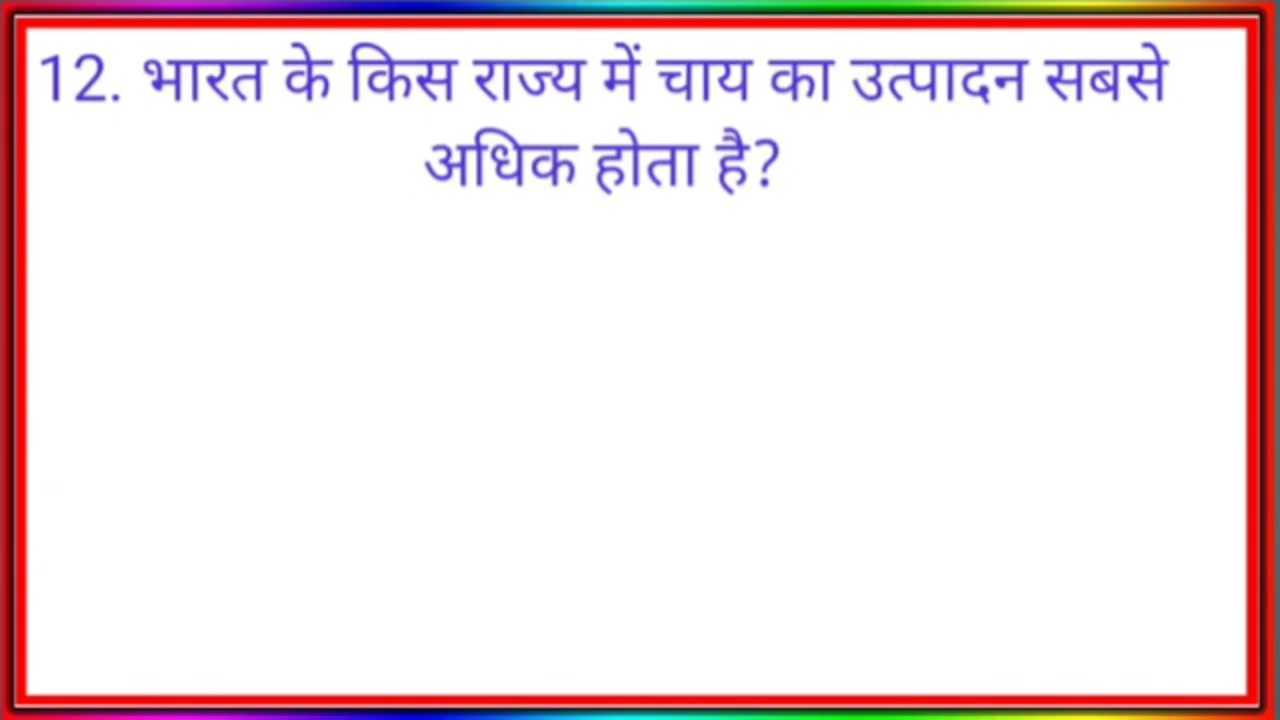 12. भारत के किस राज्य में चाय का उत्पादन सबसे
अधिक होता है?